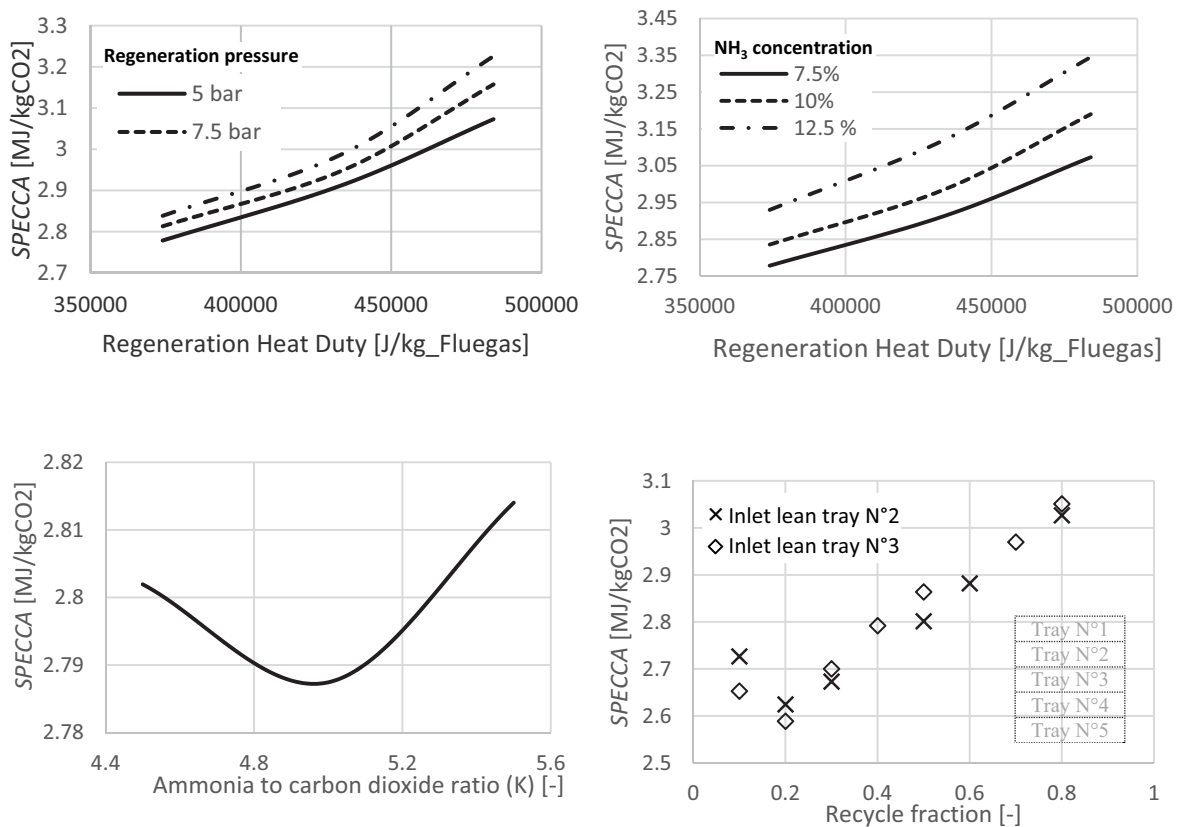 3.3
3.2
3.1
3
2.9
2.8
2.7
SPECCA [MJ/kgCO2]
Regeneration pressure
5 bar
7.5 bar
350000 400000 450000 500000
Regeneration Heat Duty [J/kg_Fluegas]
3.45
3.35
3.25
3.15
3.05
2.95
2.85
2.75
SPECCA [MJ/kgCO2]
NH3 concentration
7.5%
10%
12.5 %
350000 400000 450000 500000
Regeneration Heat Duty [J/kg_Fluegas]
2.82
2.81
2.8
2.79
2.78
SPECCA [MJ/kgCO2]
4.4 4.8 5.2 5.6
Ammonia to carbon dioxide ratio (K) [-]
3.1
3
2.9
2.8
2.7
2.6
2.5
SPECCA [MJ/kgCO2]
Inlet lean tray N°2
Inlet lean tray N°3
Tray N°1
Tray N°2
Tray N°3
Tray N°4
Tray N°5
0 0.2 0.4 0.6 0.8 1
Recycle fraction [-]